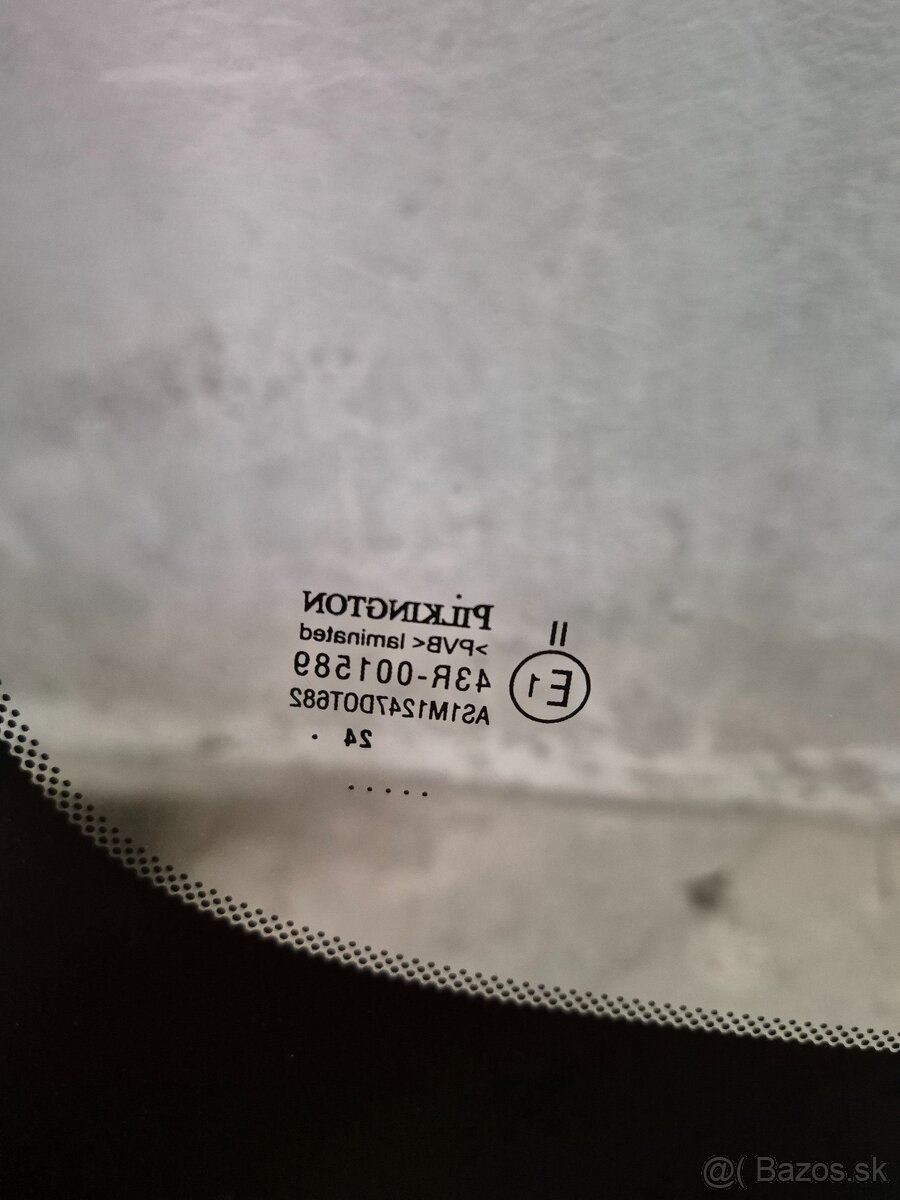 II
E1
PILKINGTON
>PVB< laminated
43R-001589
AS1M1247DOT682
24 .
.....
@( Bazos.sk